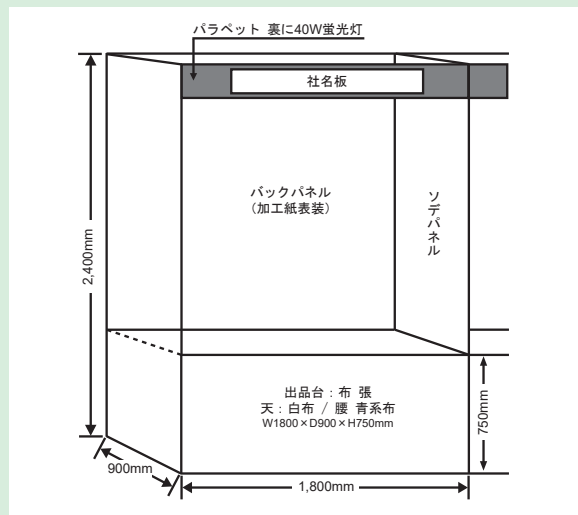 パラペット 裏に40W蛍光灯
社名板
バックパネル
(加工紙表装)
ソデパネル
2,400mm
出品台：布 張
天：白布 / 腰 青系布
W1800×D900×H750mm
750mm
900mm
1,800mm